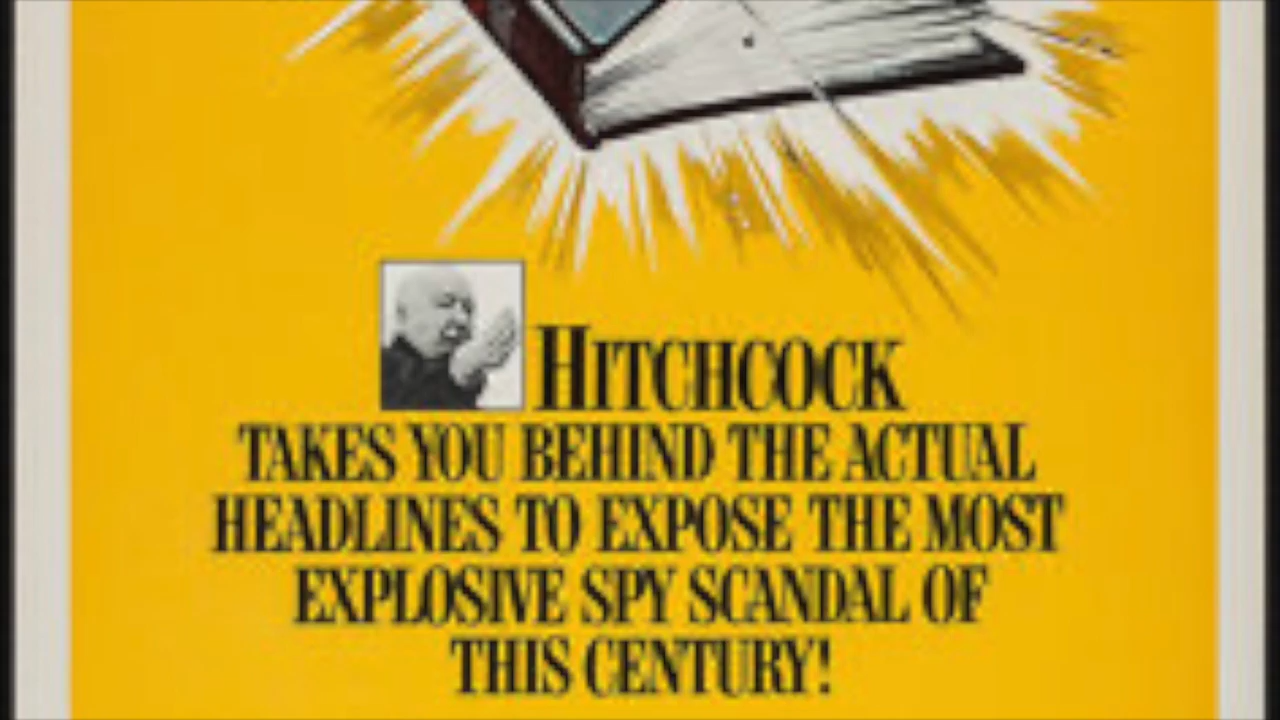 HITCHCOCK
TAKES YOU BEHIND THE ACTUAL
HEADLINES TO EXPOSE THE MOST
EXPLOSIVE SPY SCANDAL OF
THIS CENTURY!